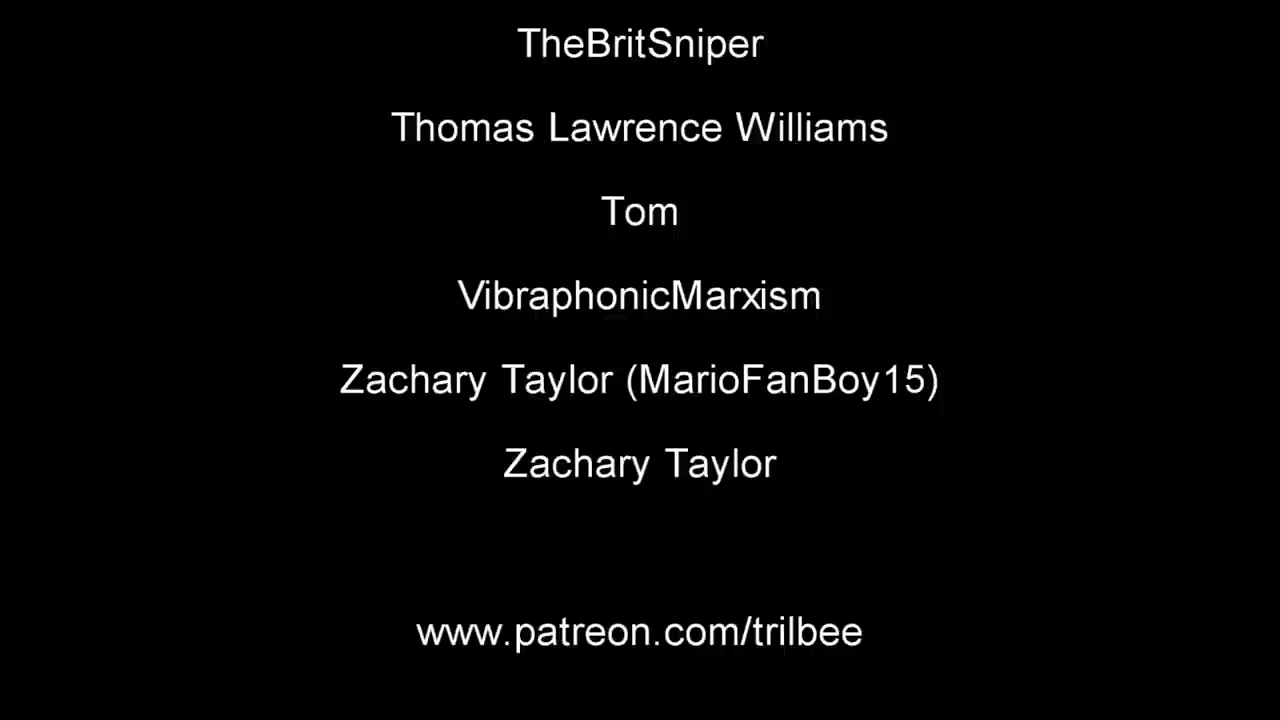 TheBritSniper
Thomas Lawrence Williams
Tom
VibraphonicMarxism
Zachary Taylor (MarioFanBoy15)
Zachary Taylor
www.patreon.com/trilbee